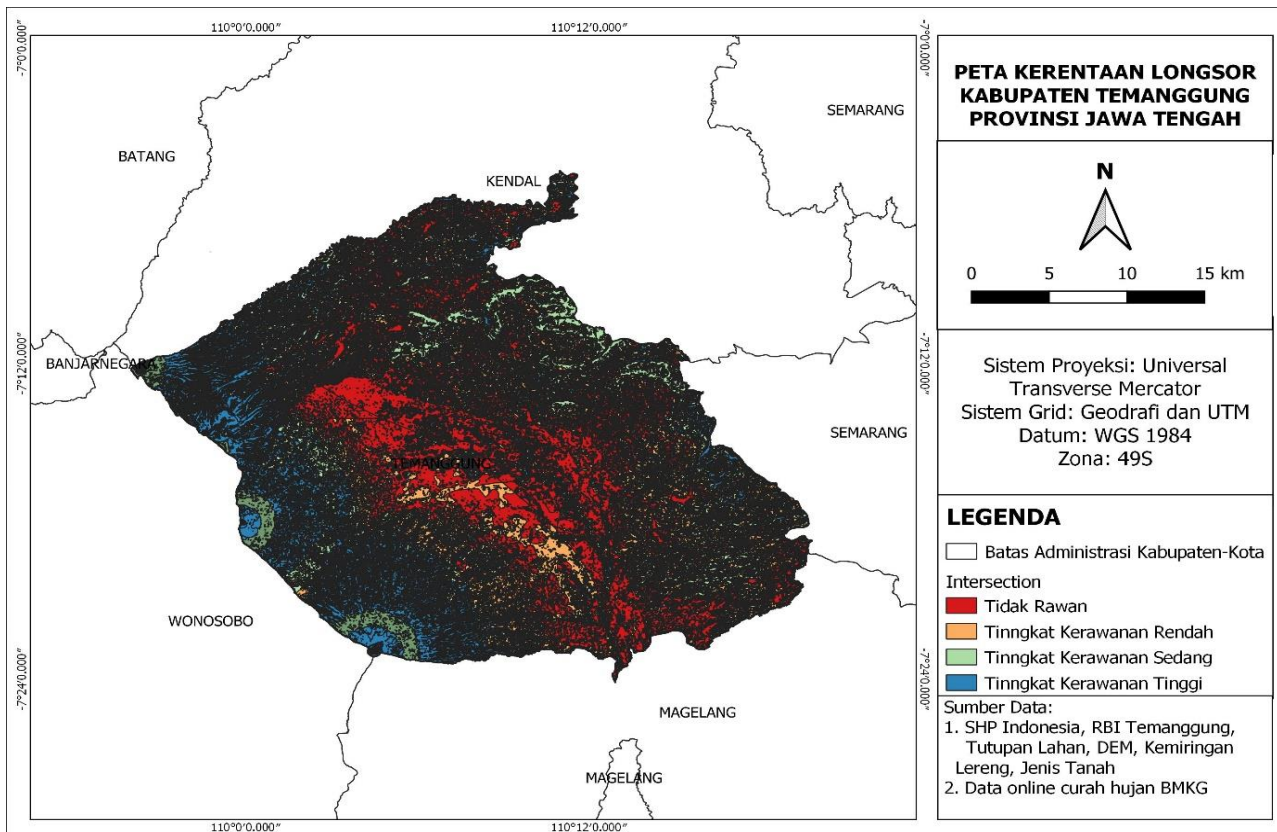 110°0′0.000″
110°12′0.000″
-7°0′0.000″
-7°0′0.000″
SEMARANG
BATANG
KENDAL
BANJARNEGARA
-7°12′0.000″
-7°12′0.000″
SEMARANG
TEMANGGUNG
WONOSOBO
-7°24′0.000″
-7°24′0.000″
MAGELANG
MAGELANG
110°0′0.000″
110°12′0.000″
PETA KERENTAAN LONGSOR
KABUPATEN TEMANGGUNG
PROVINSI JAWA TENGAH
N
0 5 10 15 km
Sistem Proyeksi: Universal
Transverse Mercator
Sistem Grid: Geodrafi dan UTM
Datum: WGS 1984
Zona: 49S
LEGENDA
Batas Administrasi Kabupaten-Kota
Intersection
Tidak Rawan
Tinngkat Kerawanan Rendah
Tinngkat Kerawanan Sedang
Tinngkat Kerawanan Tinggi
Sumber Data:
1. SHP Indonesia, RBI Temanggung,
Tutupan Lahan, DEM, Kemiringan
Lereng, Jenis Tanah
2. Data online curah hujan BMKG